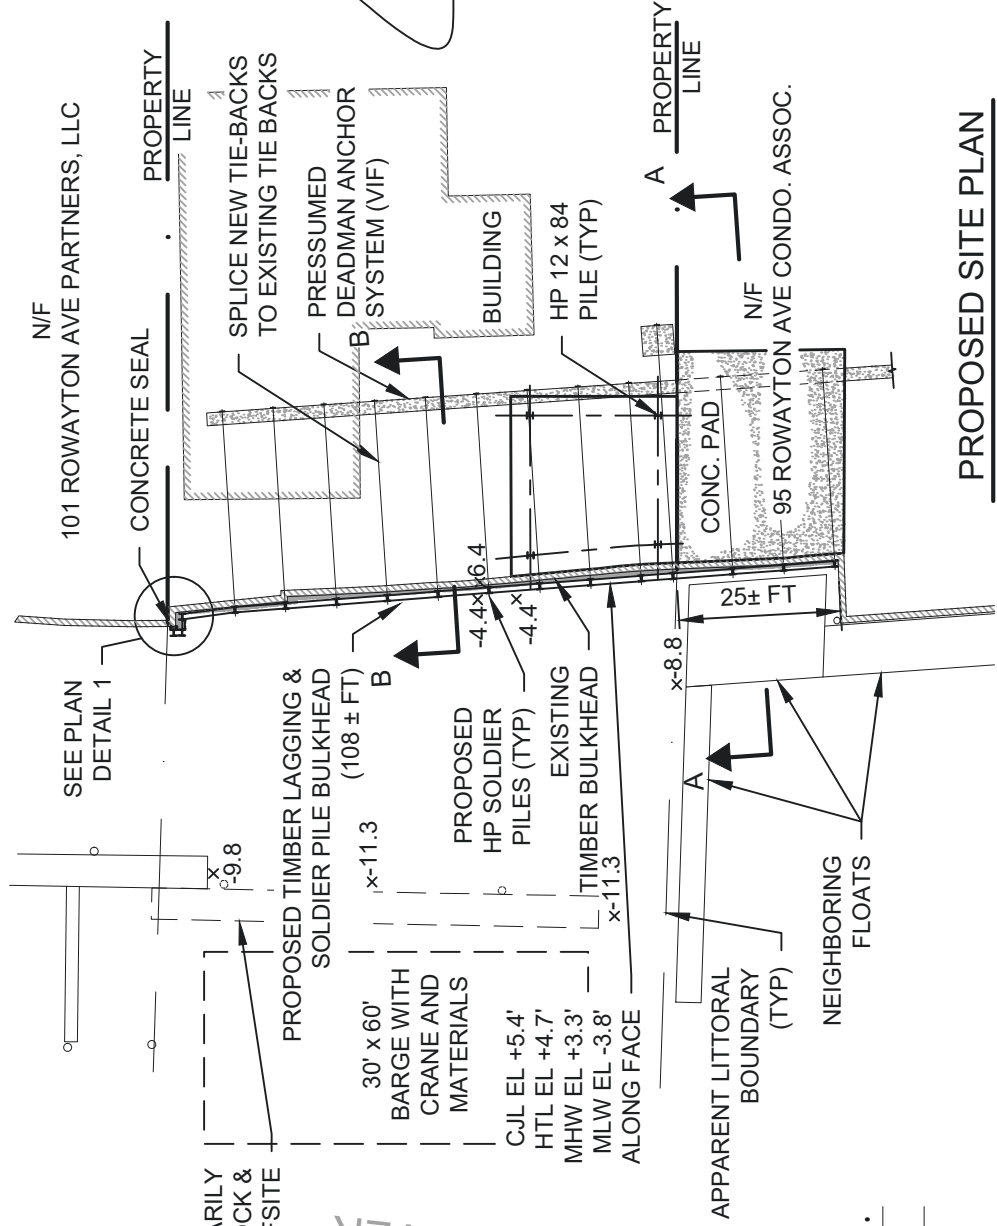 N/F
101 ROWAYTON AVE PARTNERS, LLC
PROPERTY
LINE
CONCRETE SEAL
SPLICE NEW TIE-BACKS
TO EXISTING TIE BACKS
PRESSUMED
DEADMAN ANCHOR
SYSTEM (VIF)
B
BUILDING
HP 12 x 84
PILE (TYP)
PROPERTY
LINE
A
N/F
95 ROWAYTON AVE CONDO. ASSOC.
CONC. PAD
PROPOSED SITE PLAN
SEE PLAN
DETAIL 1
PROPOSED TIMBER LAGGING &
SOLDIER PILE BULKHEAD
(108 ± FT)
B
-4.4
6.4
-4.4
PROPOSED
HP SOLDIER
PILES (TYP)
EXISTING
TIMBER BULKHEAD
-8.8
25± FT
A
-9.8
-11.3
-11.3
NEIGHBORING
FLOATS
30' x 60'
BARGE WITH
CRANE AND
MATERIALS
CJL EL +5.4'
HTL EL +4.7'
MHW EL +3.3'
MLW EL -3.8'
ALONG FACE
APPARENT LITTORAL
BOUNDARY
(TYP)
ARILY
OCK &
FSITE